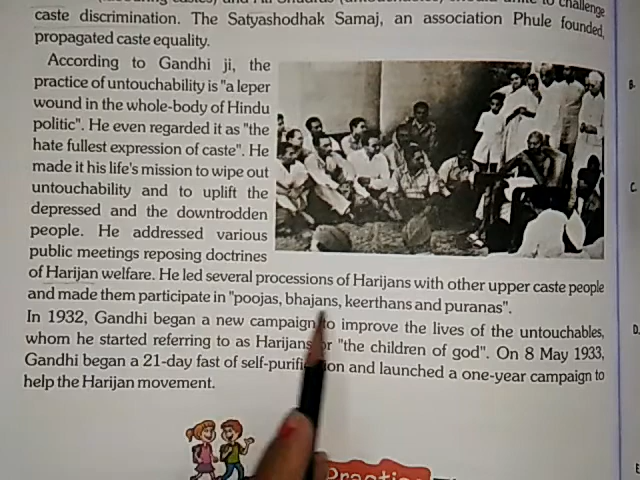 to challenge
caste discrimination. The Satyashodhak Samaj, an association Phule founded,
propagated caste equality.
According to Gandhi ji, the
practice of untouchability is "a leper
wound in the whole-body of Hindu
politic". He even regarded it as "the
hate fullest expression of caste". He
made it his life's mission to wipe out
untouchability and to uplift the
depressed and the downtrodden
people. He addressed various
public meetings reposing doctrines
of Harijan welfare. He led several processions of Harijans with other upper caste people
and made them participate in "poojas, bhajans, keerthans and puranas".
In 1932, Gandhi began a new campaign to improve the lives of the untouchables,
whom he started referring to as Harijans or "the children of god". On 8 May 1933,
Gandhi began a 21-day fast of self-purification and launched a one-year campaign to
help the Harijan movement.
B.
C.
D.
E